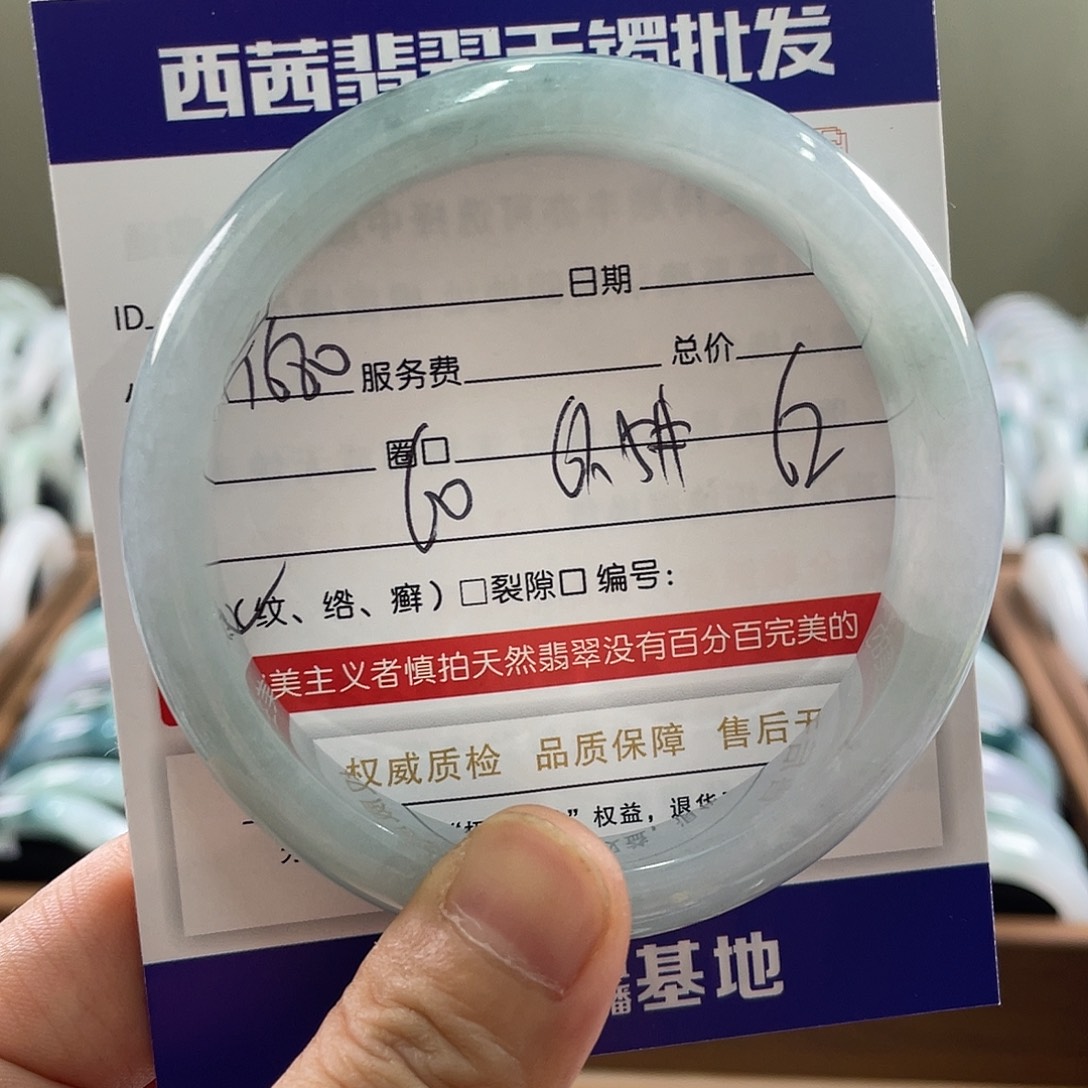 西茜翡翠玉镯批发
ID 日期
1680 服务费 总价
圈口 60 62
纹、绺、癣）□裂隙□ 编号：
美主义者慎拍天然翡翠没有百分百完美的
权威质检 品质保障 售后无
权益，退货
播基地